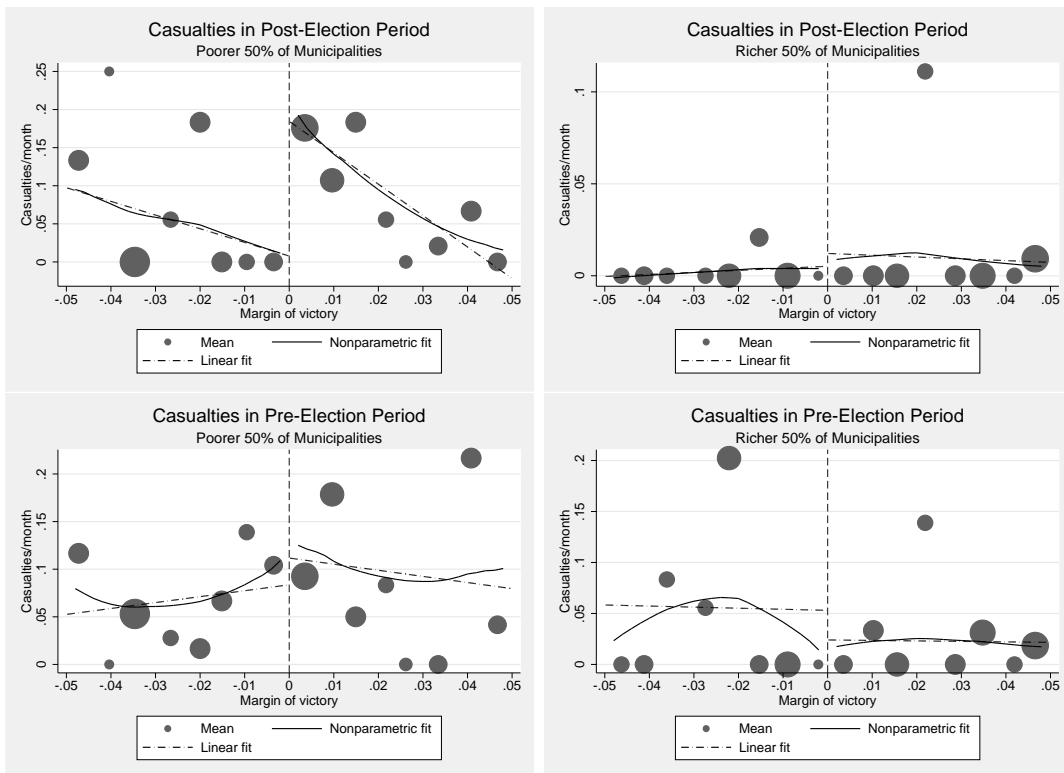 Casualties in Post-Election Period
Poorer 50% of Municipalities
Casualties/month
.25
.2
.15
.1
.05
0
-.05 -.04 -.03 -.02 -.01 0 .01 .02 .03 .04 .05
Margin of victory
Mean Nonparametric fit
Linear fit
Casualties in Post-Election Period
Richer 50% of Municipalities
Casualties/month
.1
.05
0
-.05 -.04 -.03 -.02 -.01 0 .01 .02 .03 .04 .05
Margin of victory
Mean Nonparametric fit
Linear fit
Casualties in Pre-Election Period
Poorer 50% of Municipalities
Casualties/month
.2
.15
.1
.05
0
-.05 -.04 -.03 -.02 -.01 0 .01 .02 .03 .04 .05
Margin of victory
Mean Nonparametric fit
Linear fit
Casualties in Pre-Election Period
Richer 50% of Municipalities
Casualties/month
.2
.15
.1
.05
0
-.05 -.04 -.03 -.02 -.01 0 .01 .02 .03 .04 .05
Margin of victory
Mean Nonparametric fit
Linear fit